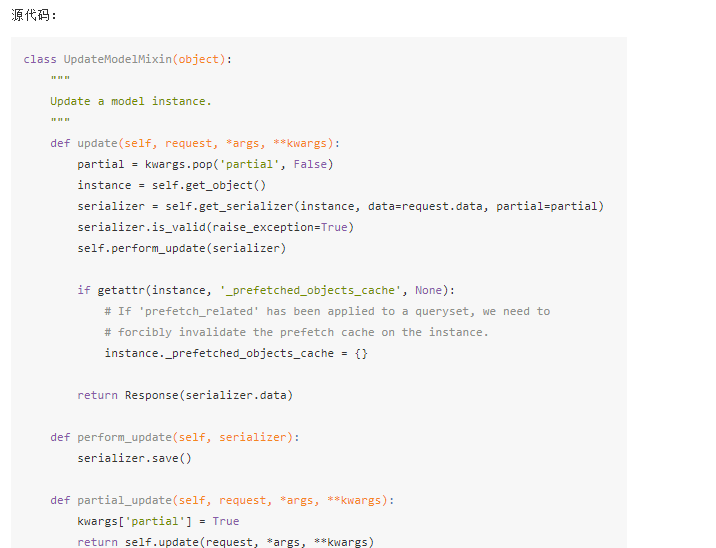 源代码：
class UpdateModelMixin(object):
    """
    Update a model instance.
    """
    def update(self, request, *args, **kwargs):
        partial = kwargs.pop('partial', False)
        instance = self.get_object()
        serializer = self.get_serializer(instance, data=request.data, partial=partial)
        serializer.is_valid(raise_exception=True)
        self.perform_update(serializer)

        if getattr(instance, '_prefetched_objects_cache', None):
            # If 'prefetch_related' has been applied to a queryset, we need to
            # forcibly invalidate the prefetch cache on the instance.
            instance._prefetched_objects_cache = {}

        return Response(serializer.data)

    def perform_update(self, serializer):
        serializer.save()

    def partial_update(self, request, *args, **kwargs):
        kwargs['partial'] = True
        return self.update(request, *args, **kwargs)